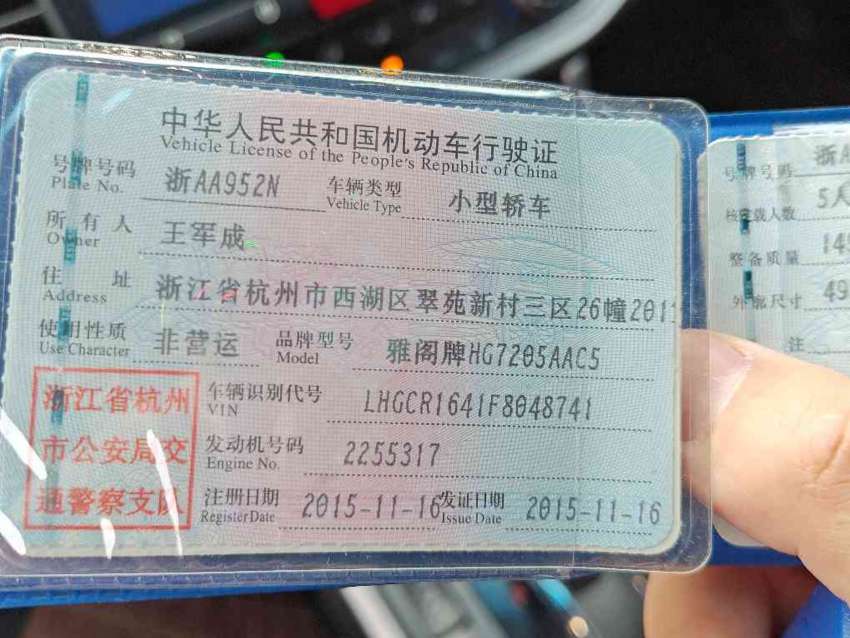 中华人民共和国机动车行驶证
Vehicle License of the People's Republic of China
号牌号码 浙AA952N 车辆类型 小型轿车
Plate No. Vehicle Type
所有人 王军成
Owner
住址 浙江省杭州市西湖区翠苑新村三区26幢201
Address
使用性质 非营运 品牌型号 雅阁牌HG7205AAC5
Use Character Model
浙江省杭州
市公安局交
通警察支队
车辆识别代号 LHGCR1641F8048741
VIN
发动机号码 2255317
Engine No.
注册日期 2015-11-16 发证日期 2015-11-16
Register Date Issue Date
号牌号码 浙A
核定载人数 5人
整备质量 14
外廓尺寸 49
注